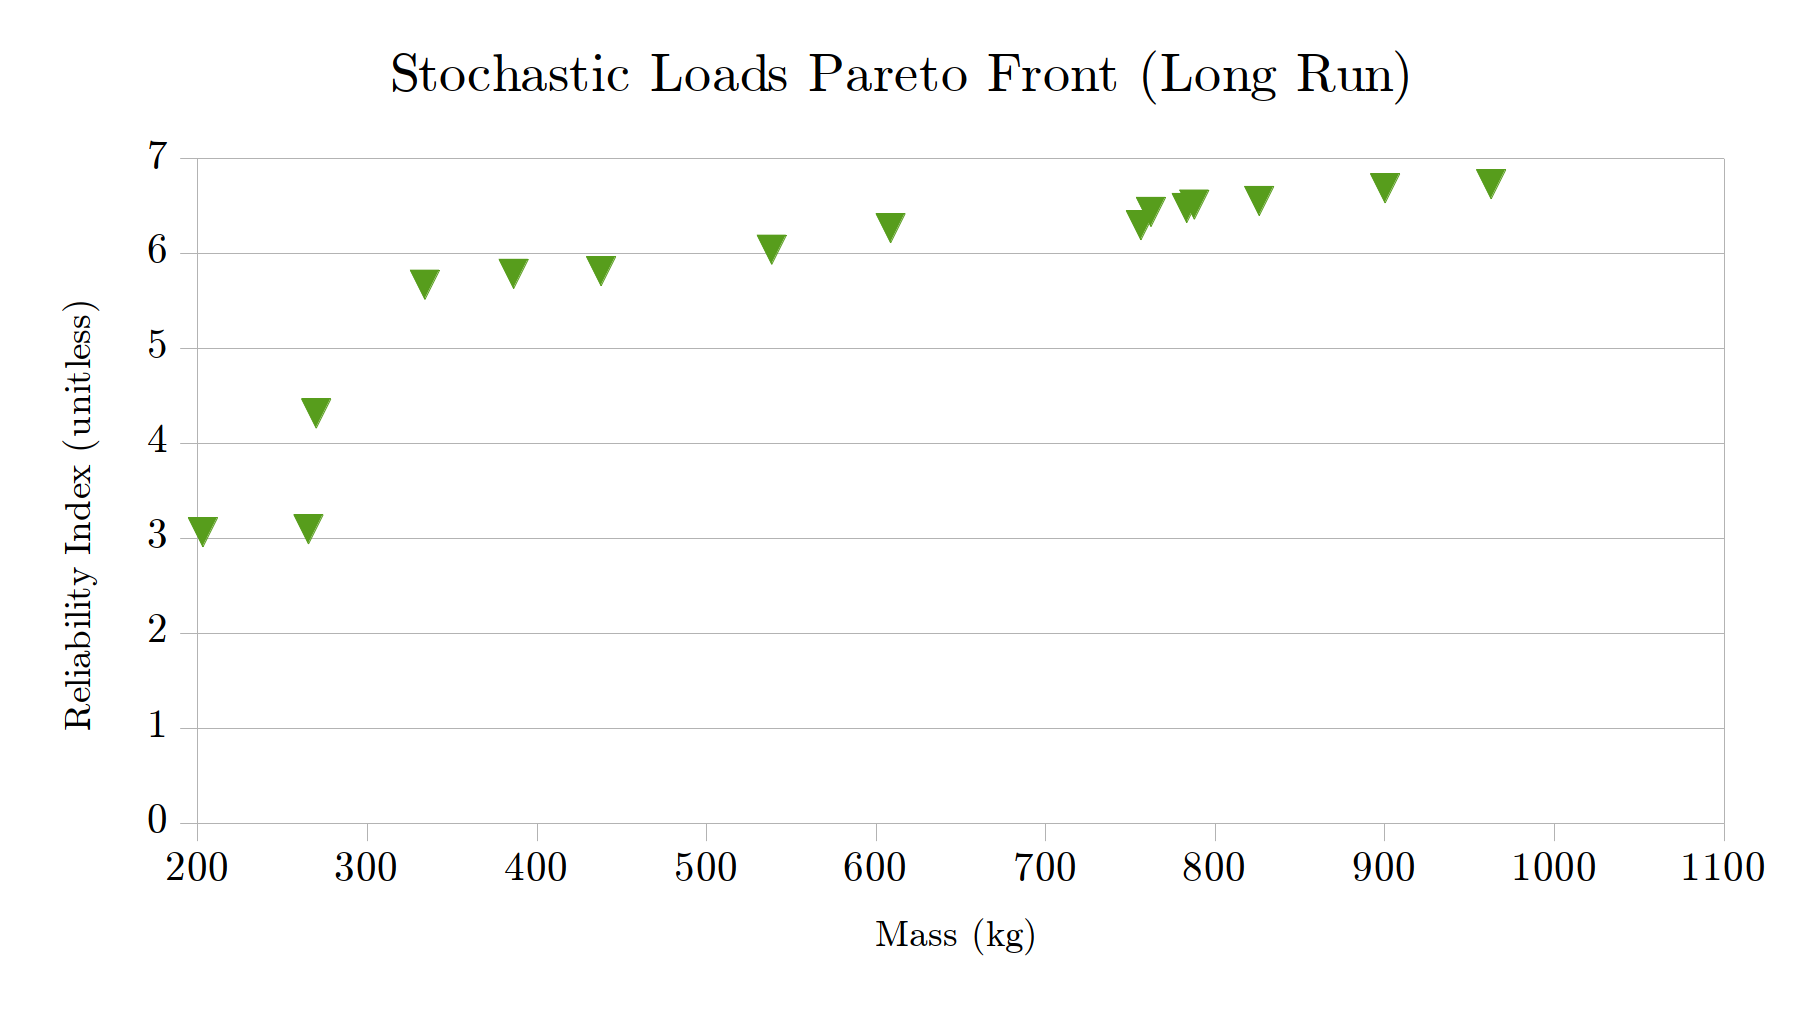 Stochastic Loads Pareto Front (Long Run)
7
6
5
4
3
2
1
0
Reliability Index (unitless)
200 300 400 500 600 700 800 900 1000 1100
Mass (kg)